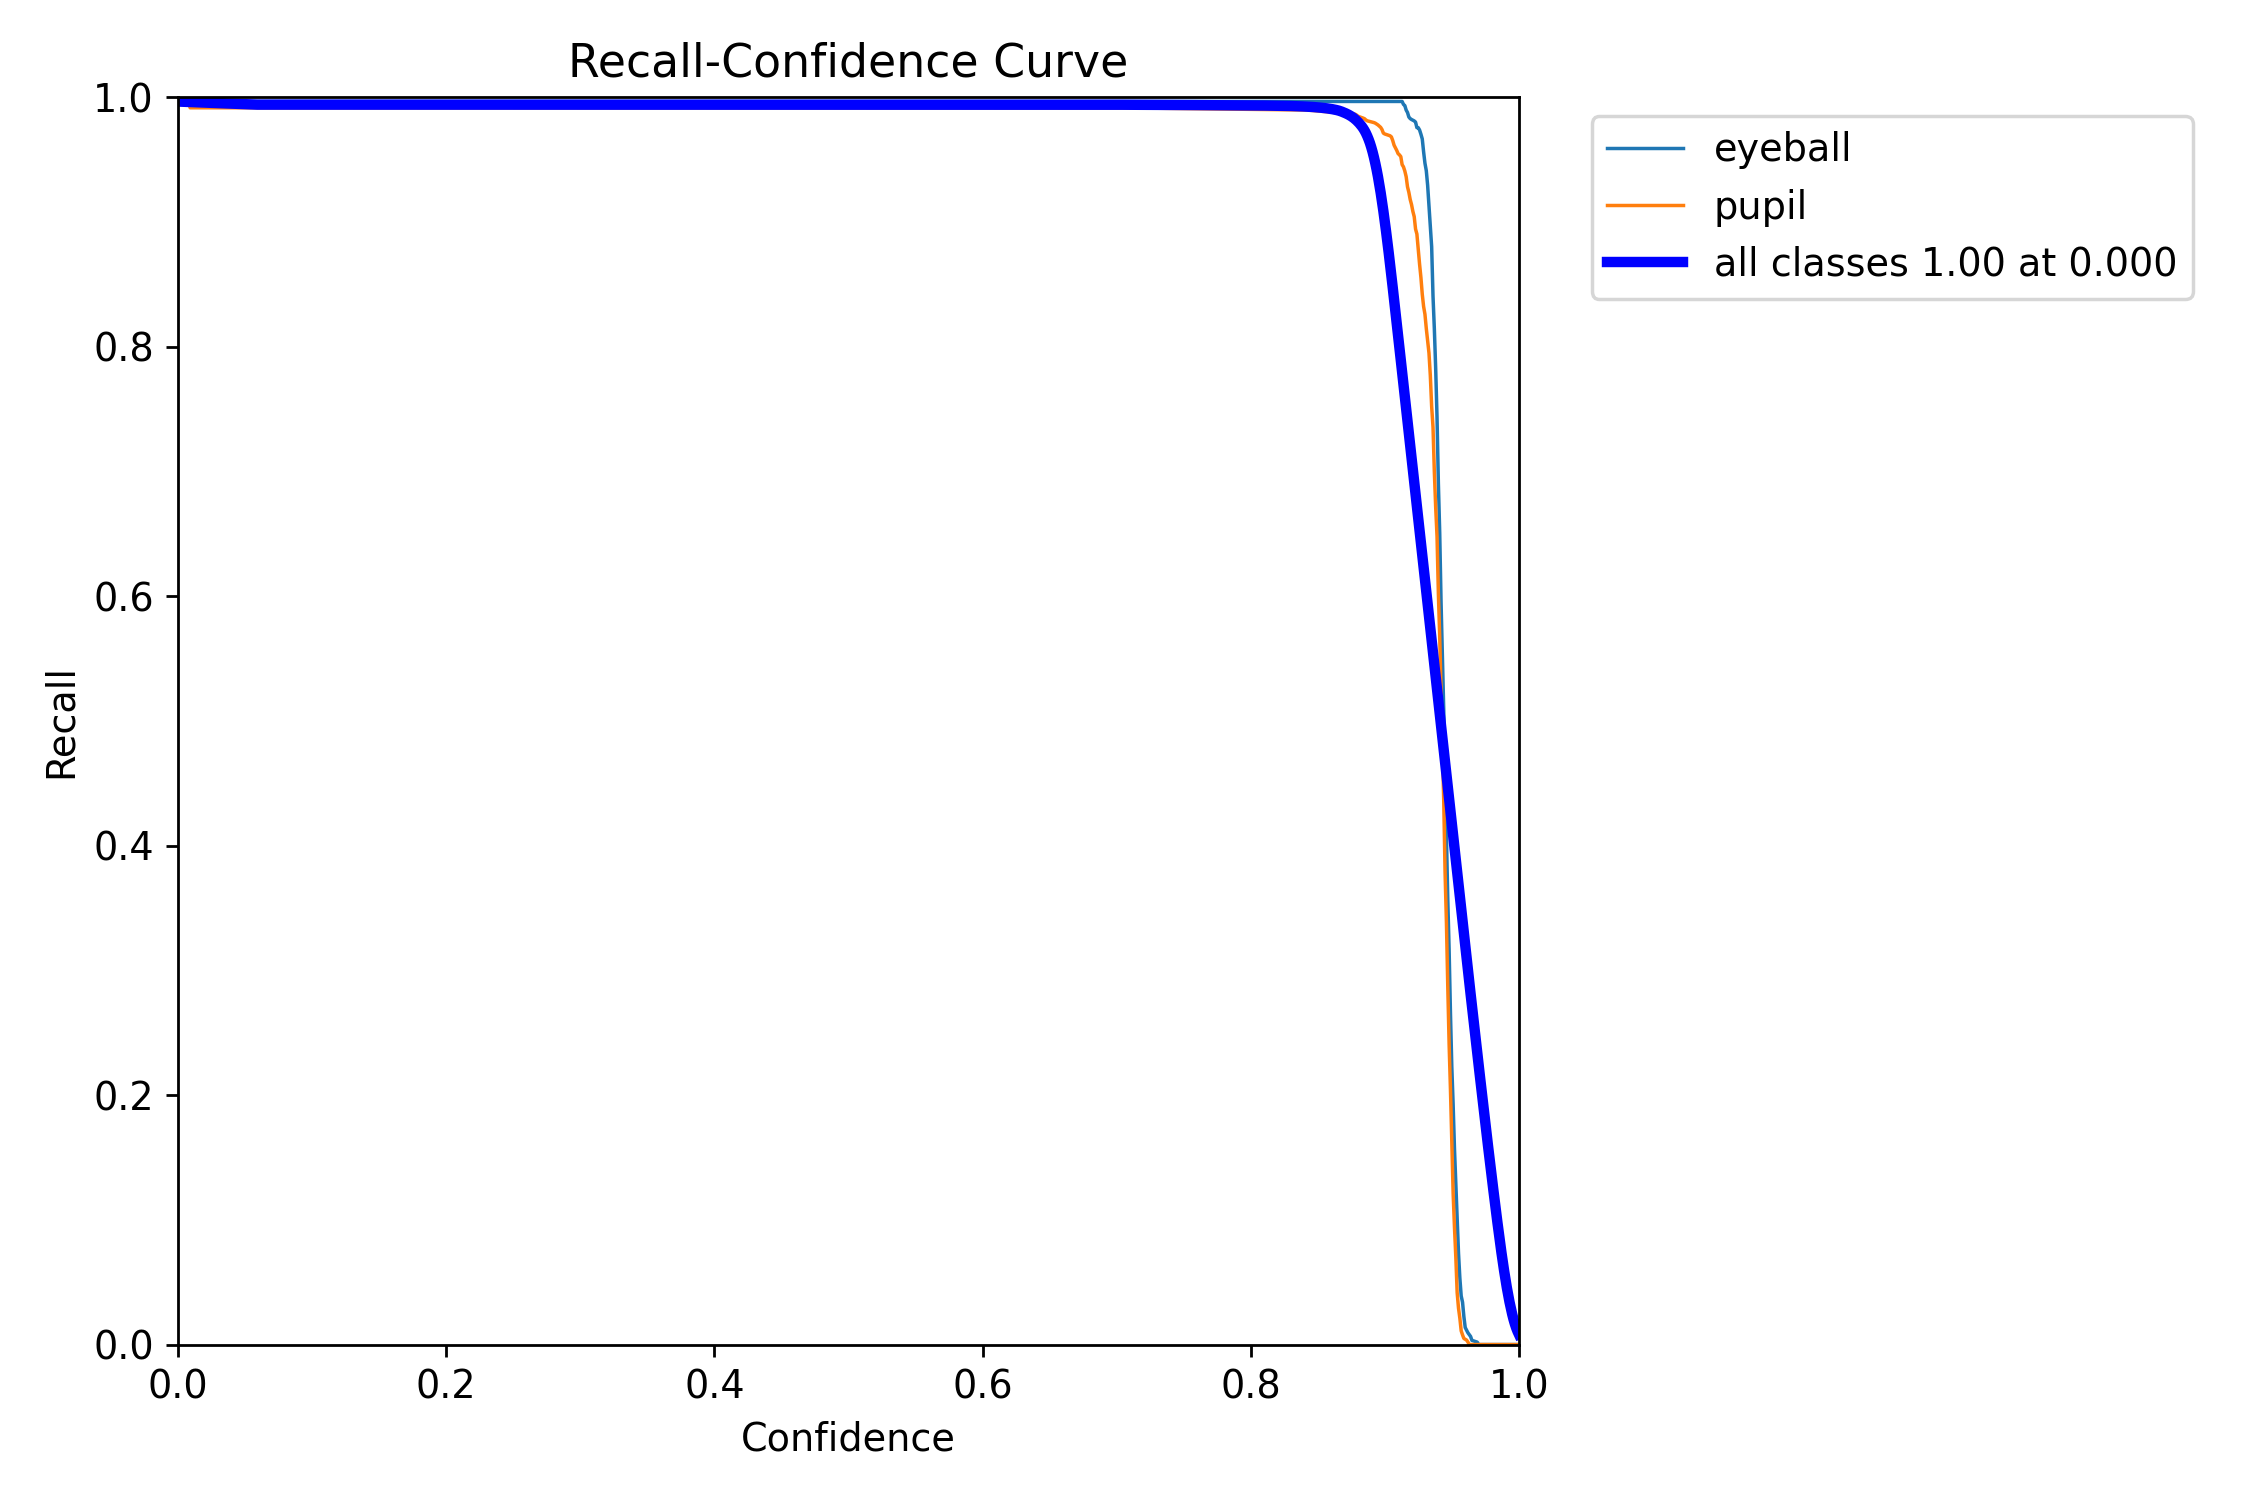 Recall-Confidence Curve
1.0
0.8
0.6
0.4
0.2
0.0
Recall
0.0 0.2 0.4 0.6 0.8 1.0
Confidence
eyeball
pupil
all classes 1.00 at 0.000